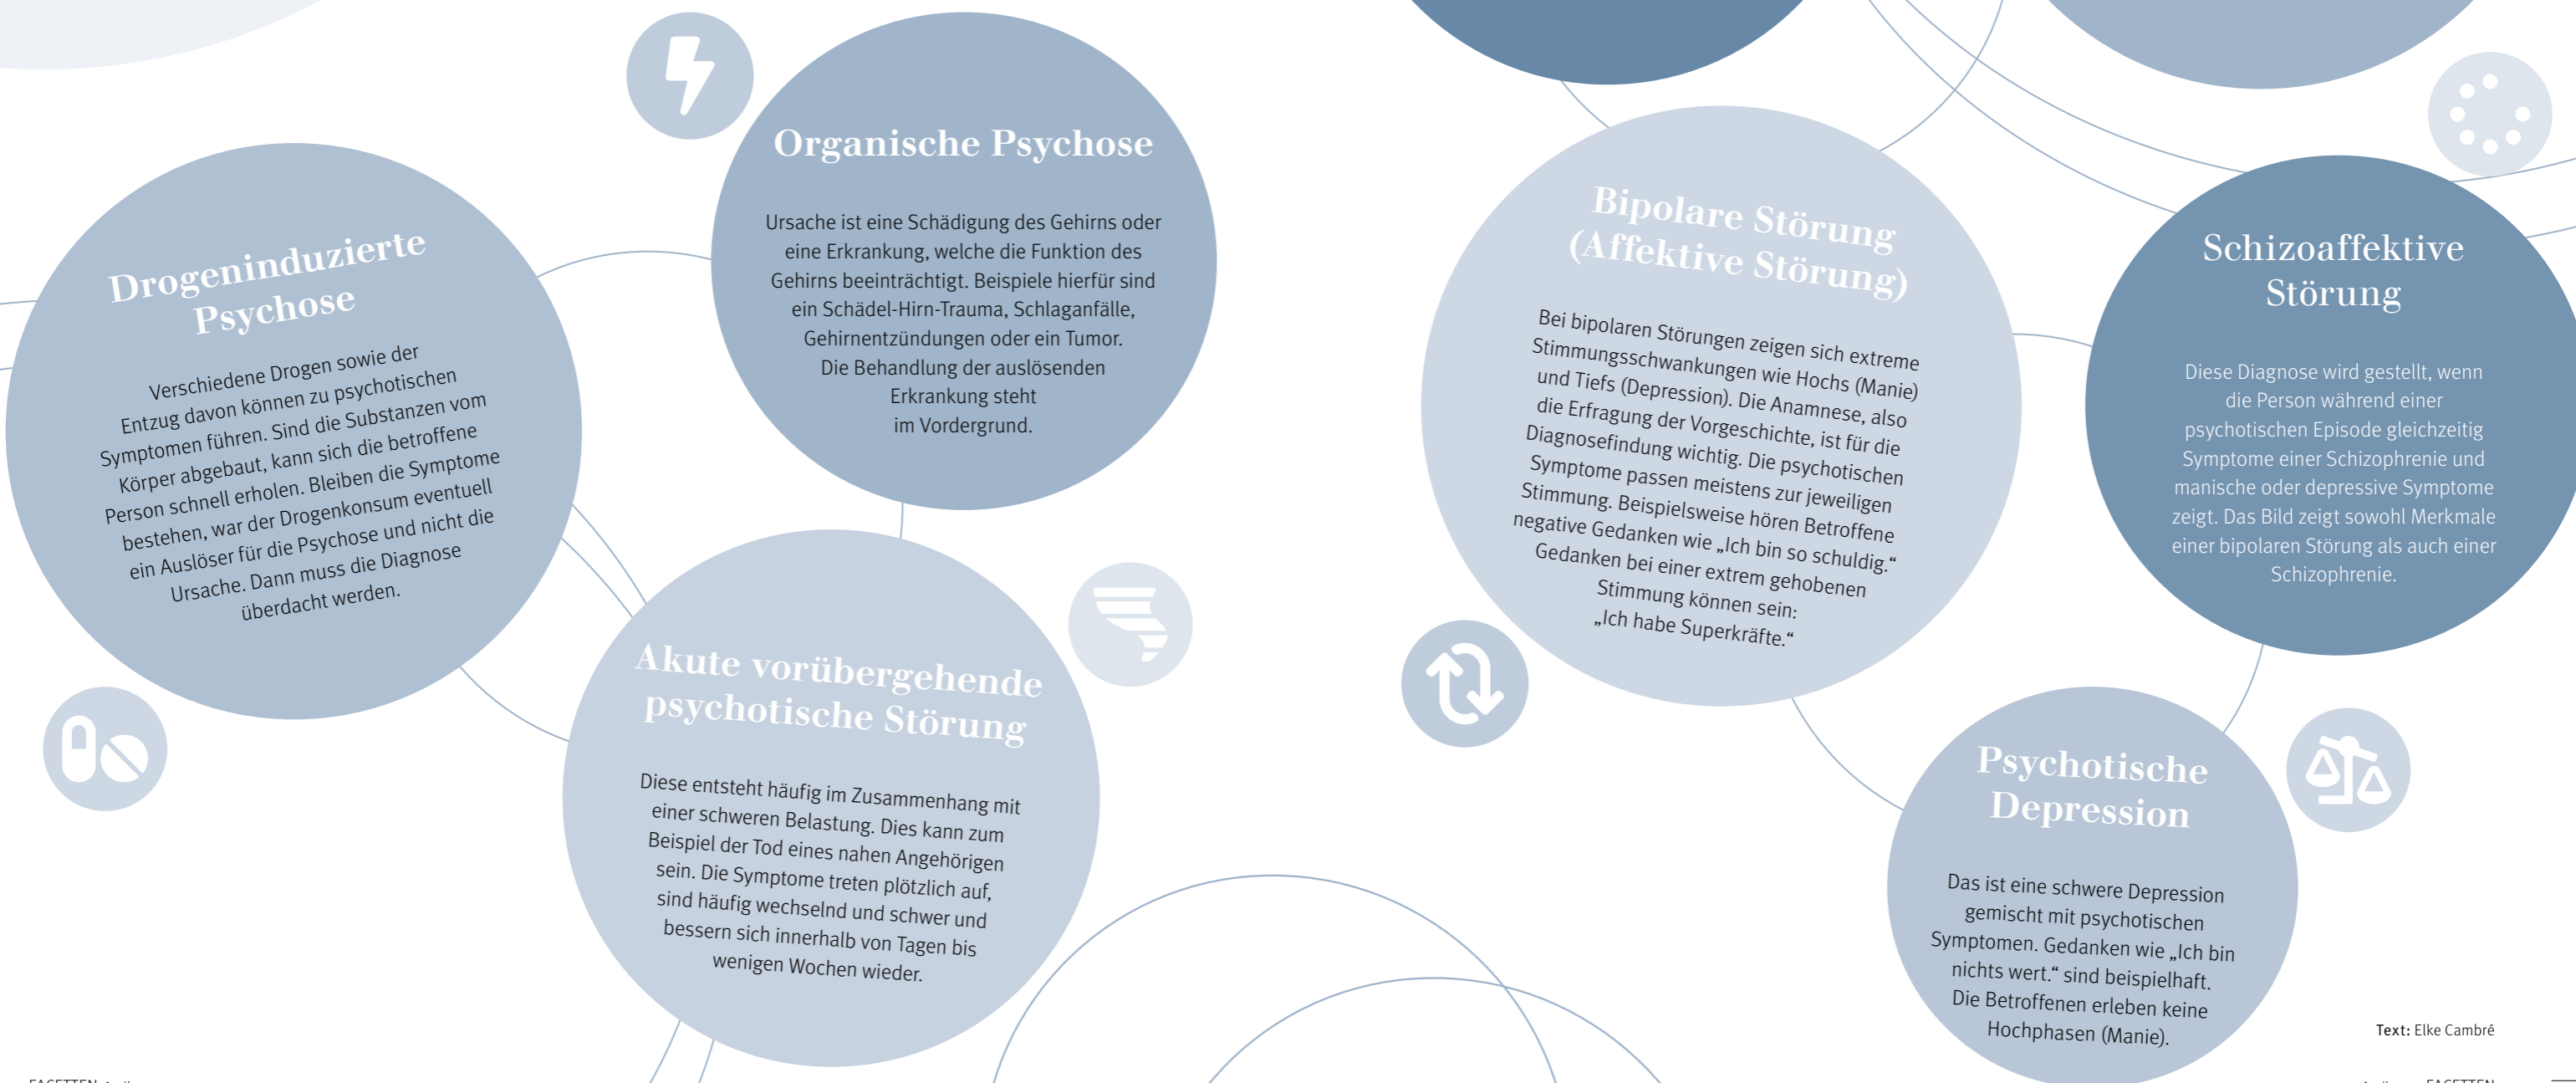 Drogeninduzierte
Psychose
Verschiedene Drogen sowie der
Entzug davon können zu psychotischen
Symptomen führen. Sind die Substanzen vom
Körper abgebaut, kann sich die betroffene
Person schnell erholen. Bleiben die Symptome
bestehen, war der Drogenkonsum eventuell
ein Auslöser für die Psychose und nicht die
Ursache. Dann muss die Diagnose
überdacht werden.
Organische Psychose
Ursache ist eine Schädigung des Gehirns oder
eine Erkrankung, welche die Funktion des
Gehirns beeinträchtigt. Beispiele hierfür sind
ein Schädel-Hirn-Trauma, Schlaganfälle,
Gehirnentzündungen oder ein Tumor.
Die Behandlung der auslösenden
Erkrankung steht
im Vordergrund.
Akute vorübergehende
psychotische Störung
Diese entsteht häufig im Zusammenhang mit
einer schweren Belastung. Dies kann zum
Beispiel der Tod eines nahen Angehörigen
sein. Die Symptome treten plötzlich auf,
sind häufig wechselnd und schwer und
bessern sich innerhalb von Tagen bis
wenigen Wochen wieder.
Bipolare Störung
(Affektive Störung)
Bei bipolaren Störungen zeigen sich extreme
Stimmungsschwankungen wie Hochs (Manie)
und Tiefs (Depression). Die Anamnese, also
die Erfragung der Vorgeschichte, ist für die
Diagnosefindung wichtig. Die psychotischen
Symptome passen meistens zur jeweiligen
Stimmung. Beispielsweise hören Betroffene
negative Gedanken wie „Ich bin so schuldig.“
Gedanken bei einer extrem gehobenen
Stimmung können sein:
„Ich habe Superkräfte.“
Schizoaffektive
Störung
Diese Diagnose wird gestellt, wenn
die Person während einer
psychotischen Episode gleichzeitig
Symptome einer Schizophrenie und
manische oder depressive Symptome
zeigt. Das Bild zeigt sowohl Merkmale
einer bipolaren Störung als auch einer
Schizophrenie.
Psychotische
Depression
Das ist eine schwere Depression
gemischt mit psychotischen
Symptomen. Gedanken wie „Ich bin
nichts wert.“ sind beispielhaft.
Die Betroffenen erleben keine
Hochphasen (Manie).
Text: Elke Cambré
FACETTEN
FACETTEN